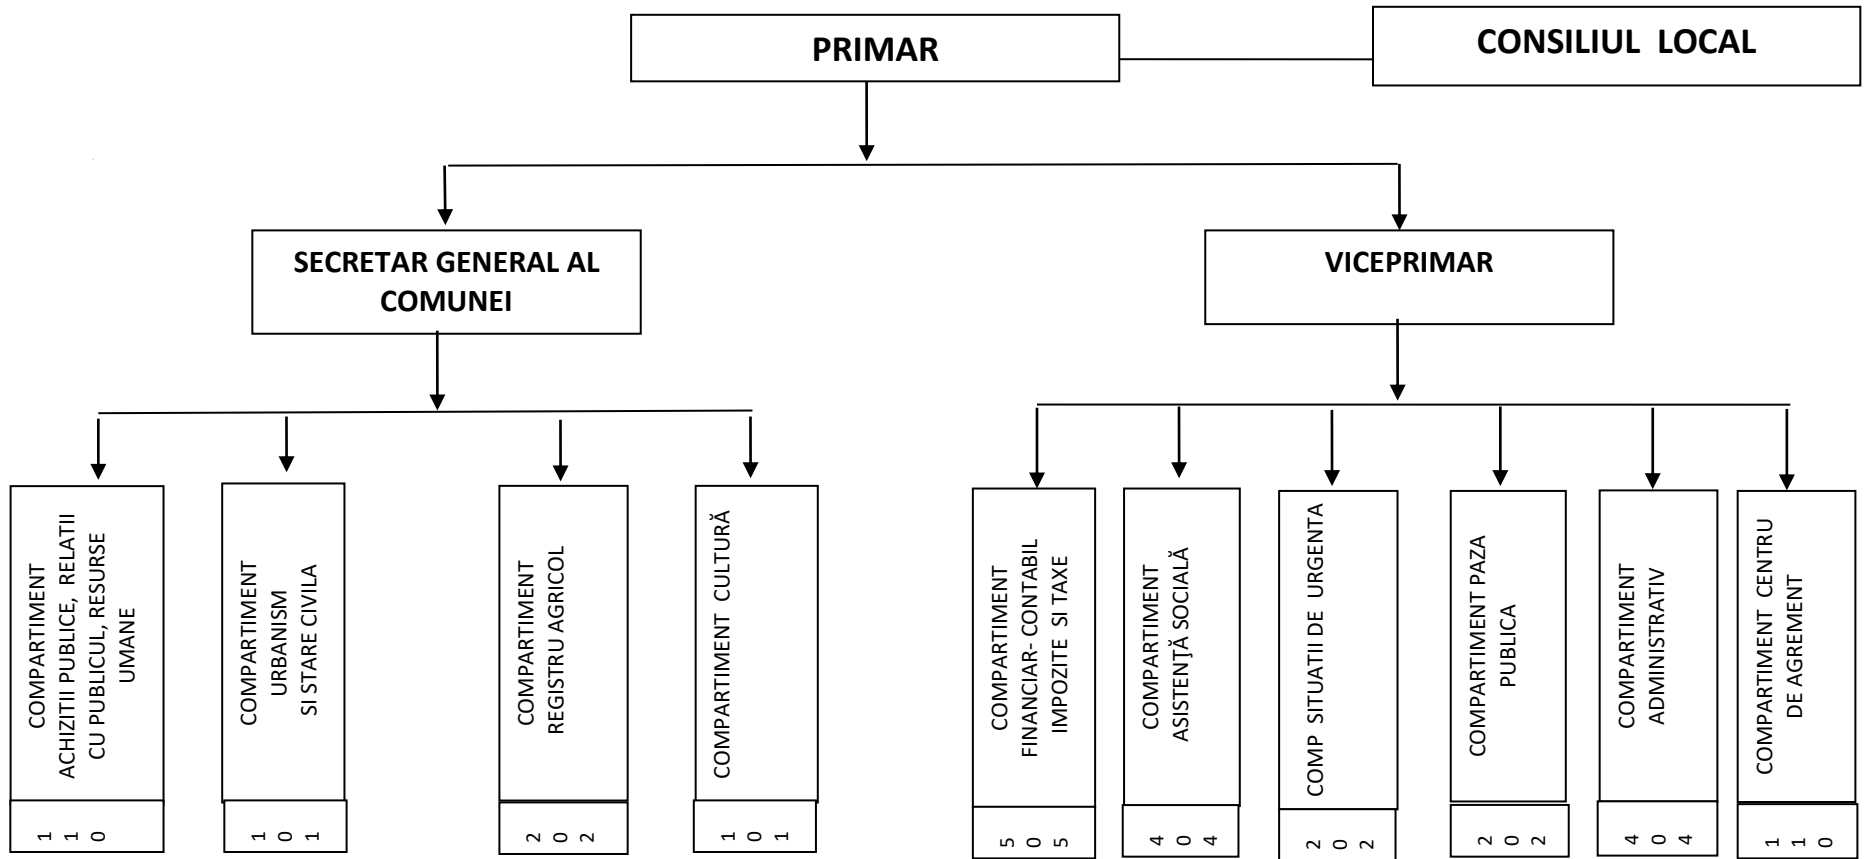 PRIMAR
CONSILIUL LOCAL
SECRETAR GENERAL AL
COMUNEI
VICEPRIMAR
COMPARTIMENT
ACHIZITII PUBLICE, RELATII
CU PUBLICUL, RESURSE
UMANE
1
1
0
COMPARTIMENT
URBANISM
SI STARE CIVILA
1
0
1
COMPARTIMENT
REGISTRU AGRICOL
2
0
2
COMPARTIMENT CULTURĂ
1
0
1
COMPARTIMENT
FINANCIAR- CONTABIL
IMPOZITE SI TAXE
5
0
5
COMPARTIMENT
ASISTENŢĂ SOCIALĂ
4
0
4
COMP SITUATII DE URGENTA
2
0
2
COMPARTIMENT PAZA
PUBLICA
2
0
2
COMPARTIMENT
ADMINISTRATIV
4
0
4
COMPARTIMENT CENTRU
DE AGREMENT
1
1
0